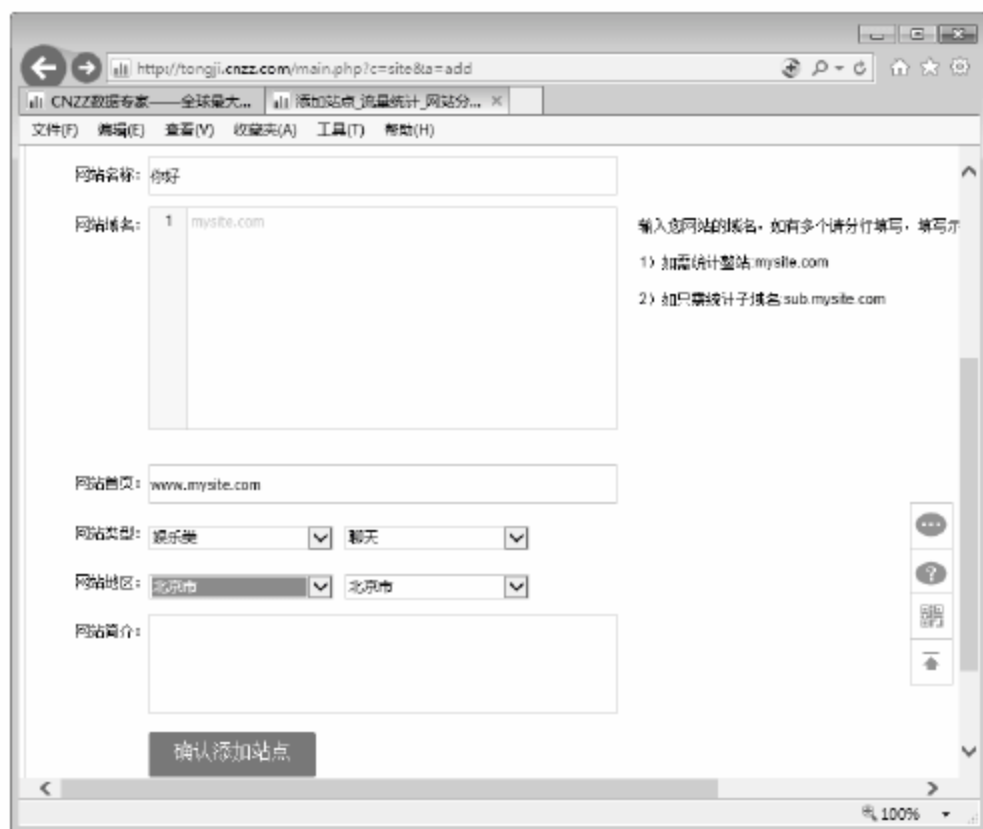 http://tongji.cnzz.com/main.php?c=site&a=add
CNZZ数据专家——全球最大... 添加站点_流量统计_网站分... ×
文件(F) 编辑(E) 查看(V) 收藏夹(A) 工具(T) 帮助(H)
网站名称: 你好
网站域名: 1 mysite.com
输入您网站的域名,如有多个请分行填写,填写示
1)如需统计整站:mysite.com
2)如只需统计子域名:sub.mysite.com
网站首页: www.mysite.com
网站类型: 娱乐类 聊天
网站地区: 北京市 北京市
网站简介:
确认添加站点
100%